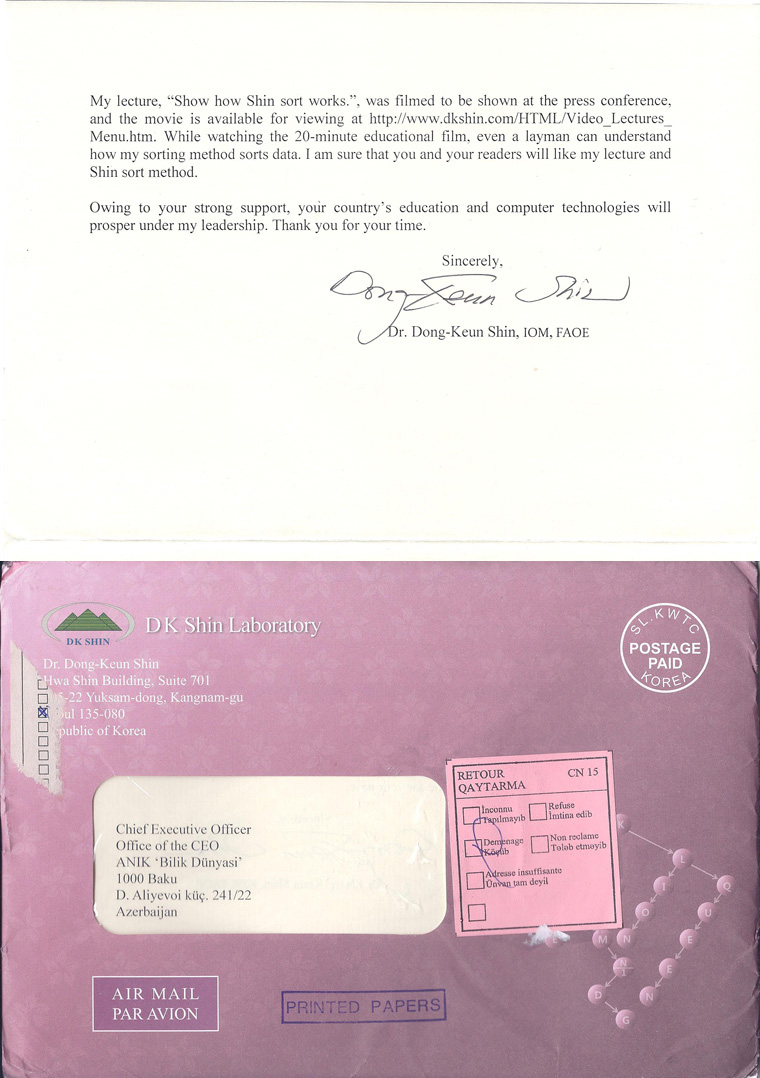 My lecture, “Show how Shin sort works.”, was filmed to be shown at the press conference,
and the movie is available for viewing at http://www.dkshin.com/HTML/Video_Lectures_
Menu.htm. While watching the 20-minute educational film, even a layman can understand
how my sorting method sorts data. I am sure that you and your readers will like my lecture and
Shin sort method.
Owing to your strong support, your country’s education and computer technologies will
prosper under my leadership. Thank you for your time.
Sincerely,
Dong-Keun Shin
Dr. Dong-Keun Shin, IOM, FAOE
DK SHIN
DK Shin Laboratory
Dr. Dong-Keun Shin
Hwa Shin Building, Suite 701
5-22 Yuksam-dong, Kangnam-gu
oul 135-080
public of Korea
SL.KWTC
POSTAGE
PAID
KOREA
RETOUR CN 15
QAYTARMA
Inconnu
Tapılmayıb
Refuse
İmtina edib
Demenage
Köçüb
Non reclame
Tələb etməyib
Adresse insuffisante
Ünvan tam deyil
Chief Executive Officer
Office of the CEO
ANIK ‘Bilik Dünyasi’
1000 Baku
D. Aliyevoi küç. 241/22
Azerbaijan
K
L
I
Q
O
U
E
M
N
E
E
D
N
G
AIR MAIL
PAR AVION
PRINTED PAPERS